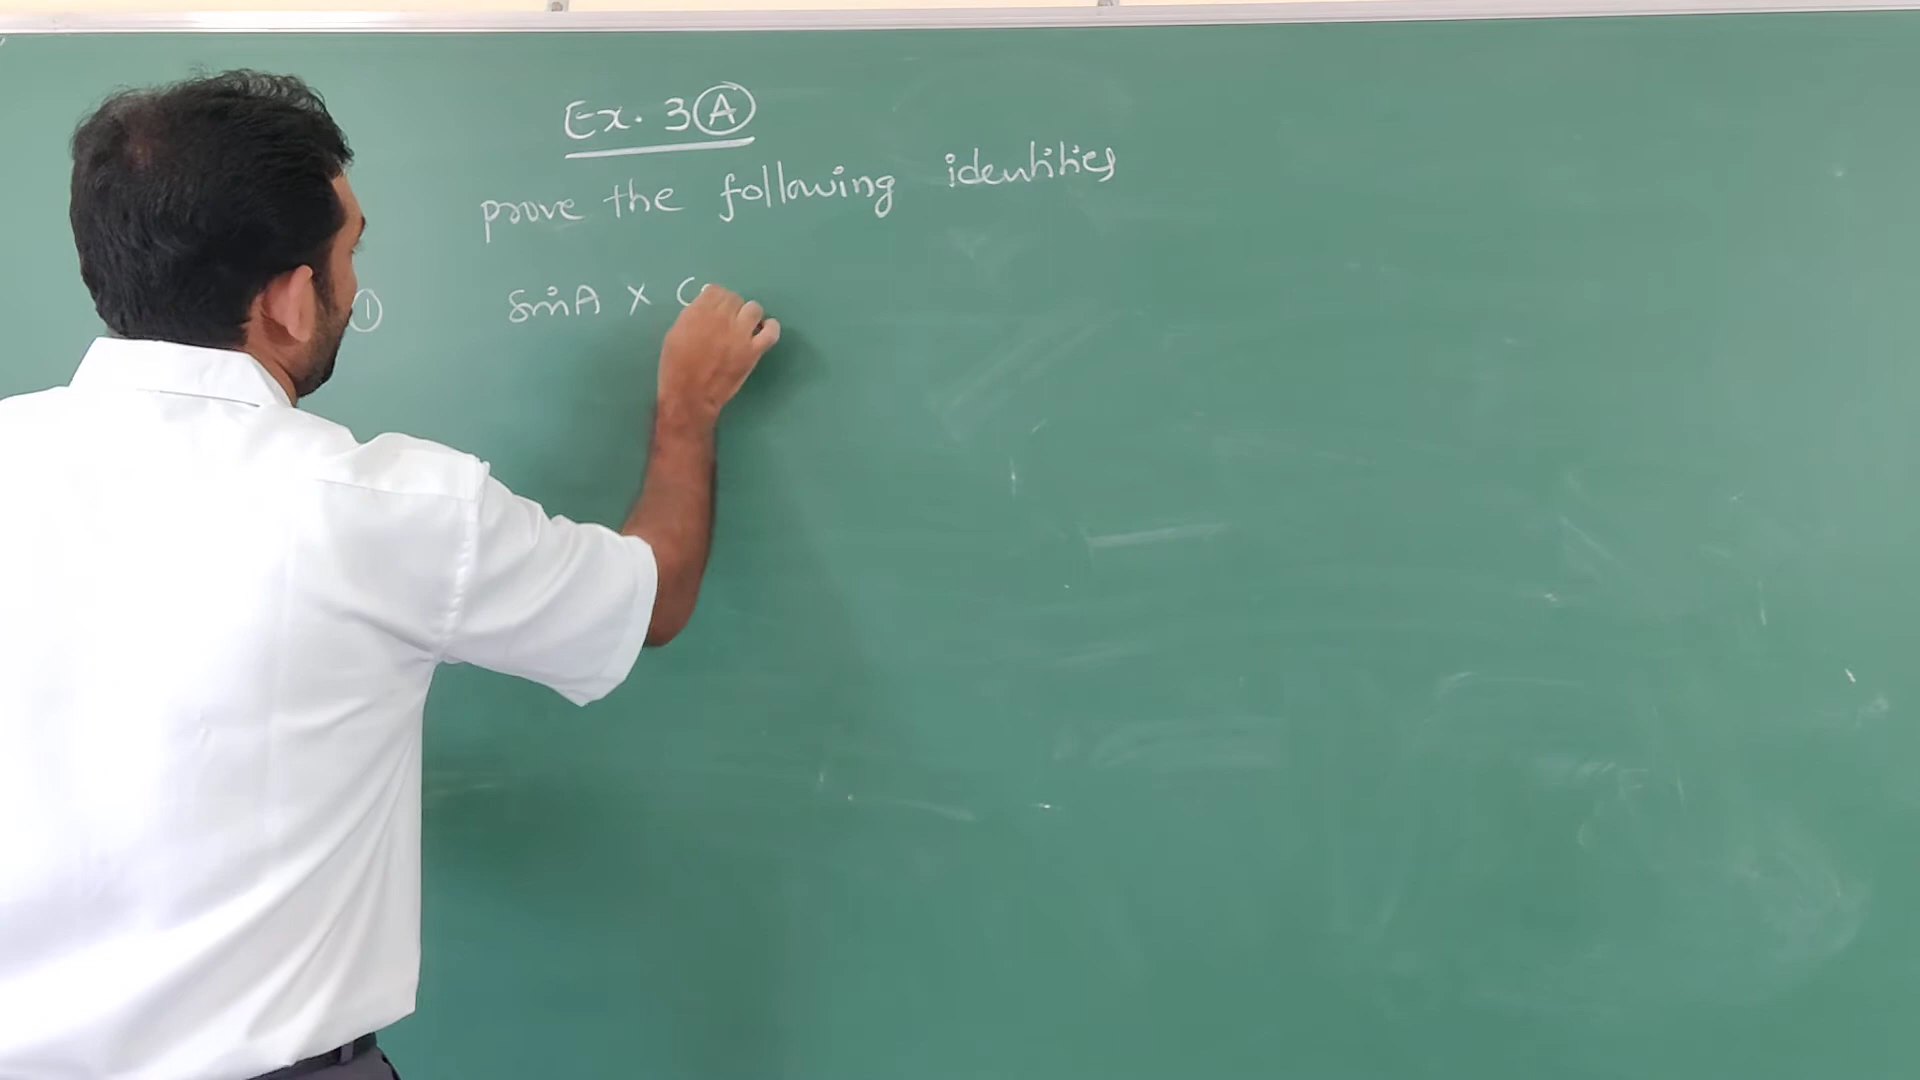 Ex. 3 A
prove the following identities
① sinA × C